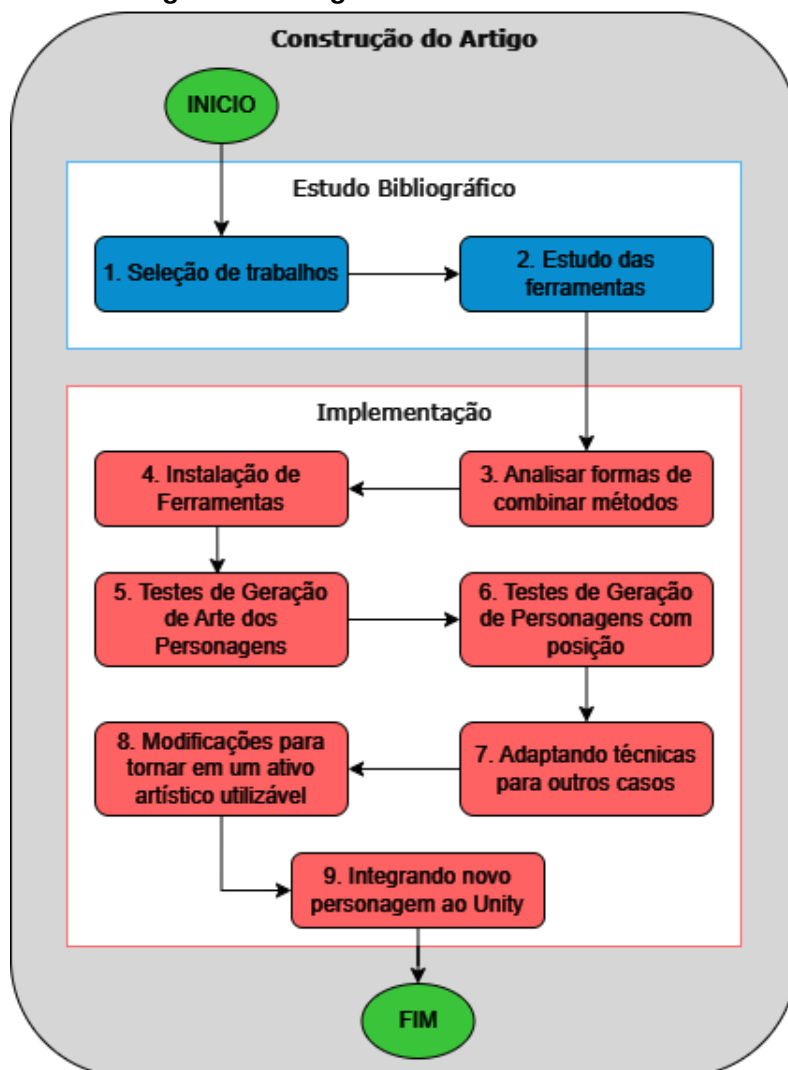 Construção do Artigo
INICIO
Estudo Bibliográfico
1. Seleção de trabalhos
2. Estudo das
ferramentas
Implementação
3. Analisar formas de
combinar métodos
4. Instalação de
Ferramentas
5. Testes de Geração
de Arte dos
Personagens
6. Testes de Geração
de Personagens com
posição
7. Adaptando técnicas
para outros casos
8. Modificações para
tornar em um ativo
artístico utilizável
9. Integrando novo
personagem ao Unity
FIM